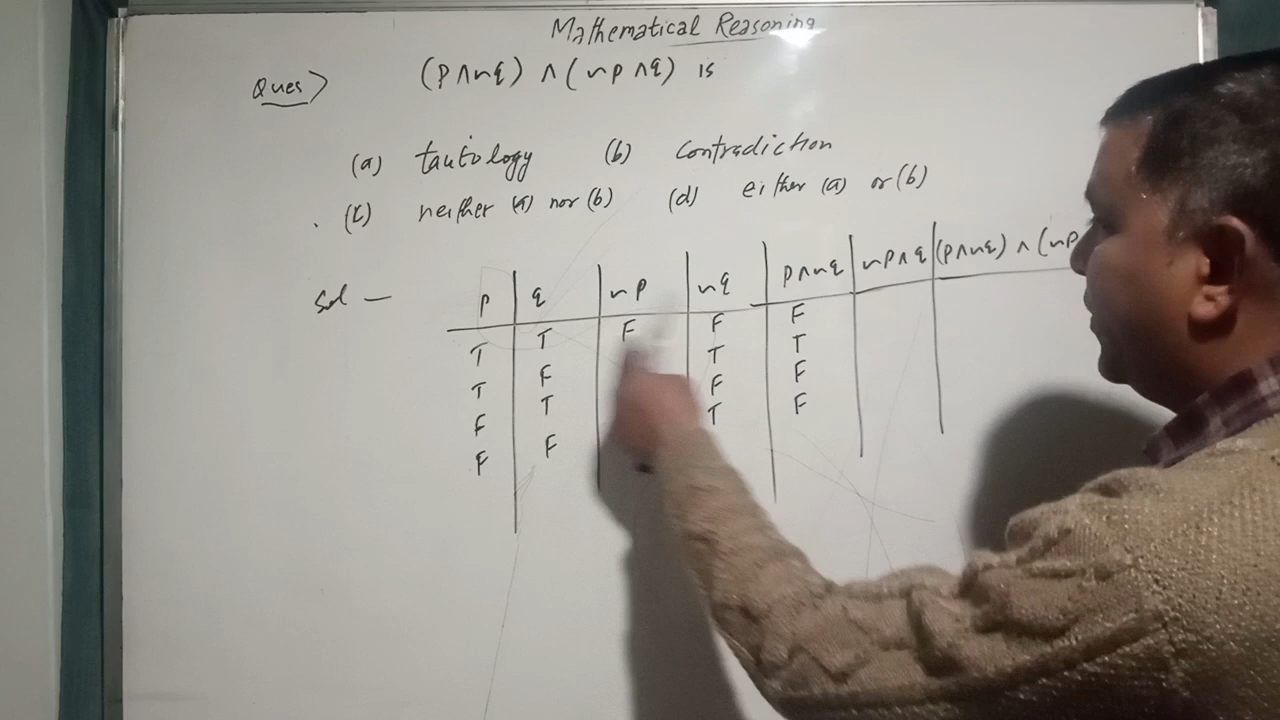 Mathematical Reasoning
Ques> (p∧~q) ∧ (~p∧q) is
(a) tautology (b) contradiction
(c) neither (a) nor (b) (d) either (a) or (b)
Sol — p q ~p ~q p∧~q ~p∧q (p∧~q) ∧ (~p
T T F F F
T F T T
F T F F
F F T F